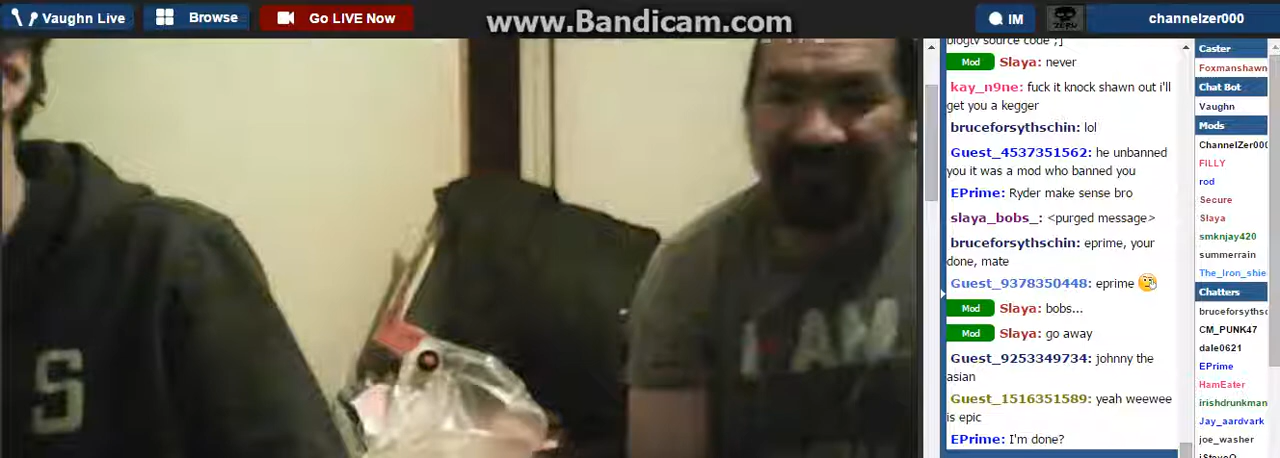 Vaughn Live
Browse
Go LIVE Now
www.Bandicam.com
IM
channelzer000
S
I AM
Mod Slaya: never
kay_n9ne: fuck it knock shawn out i'll
get you a kegger
bruceforsythschin: lol
Guest_4537351562: he unbanned
you it was a mod who banned you
EPrime: Ryder make sense bro
slaya_bobs_: <purged message>
bruceforsythschin: eprime, your
done, mate
Guest_9378350448: eprime
Mod Slaya: bobs...
Mod Slaya: go away
Guest_9253349734: johnny the
asian
Guest_1516351589: yeah weewee
is epic
EPrime: I'm done?
Caster
Foxmanshawn
Chat Bot
Vaughn
Mods
ChannelZer000
FILLY
rod
Secure
Slaya
smknjay420
summerrain
The_Iron_shie
Chatters
bruceforsythsc
CM_PUNK47
dale0621
EPrime
HamEater
irishdrunkman
Jay_aardvark
joe_washer